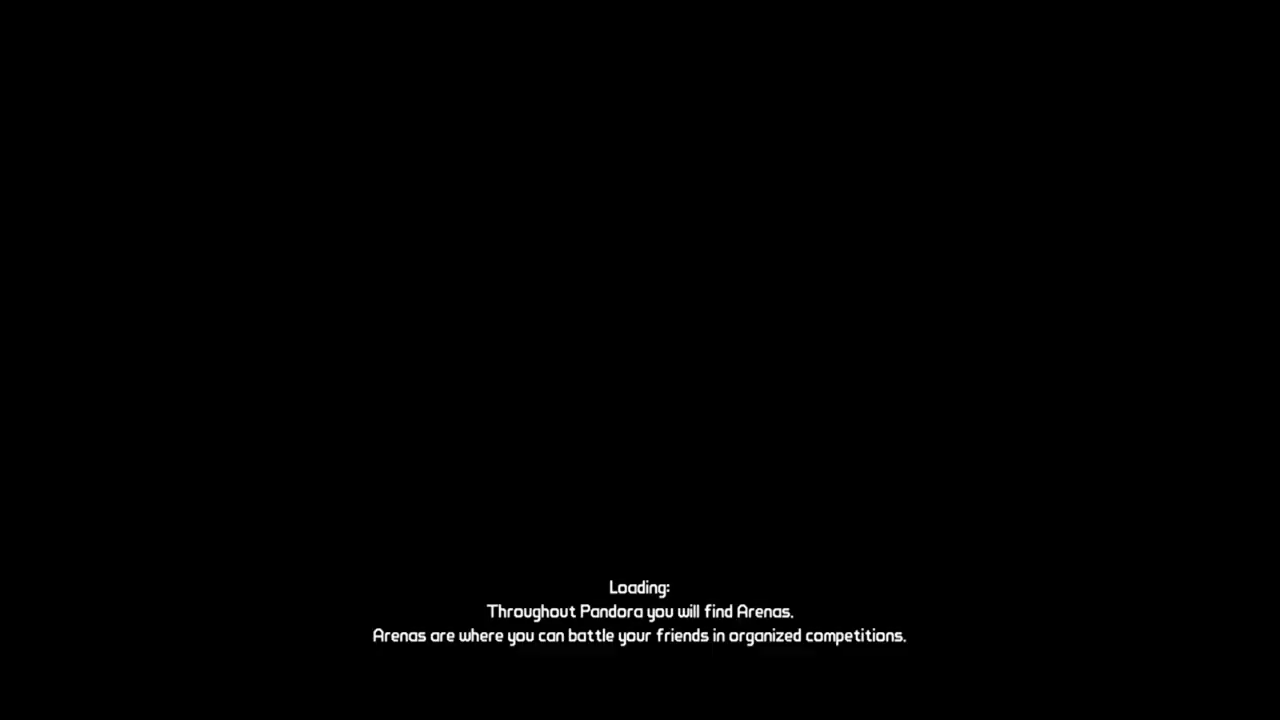 Loading:
Throughout Pandora you will find Arenas.
Arenas are where you can battle your friends in organized competitions.